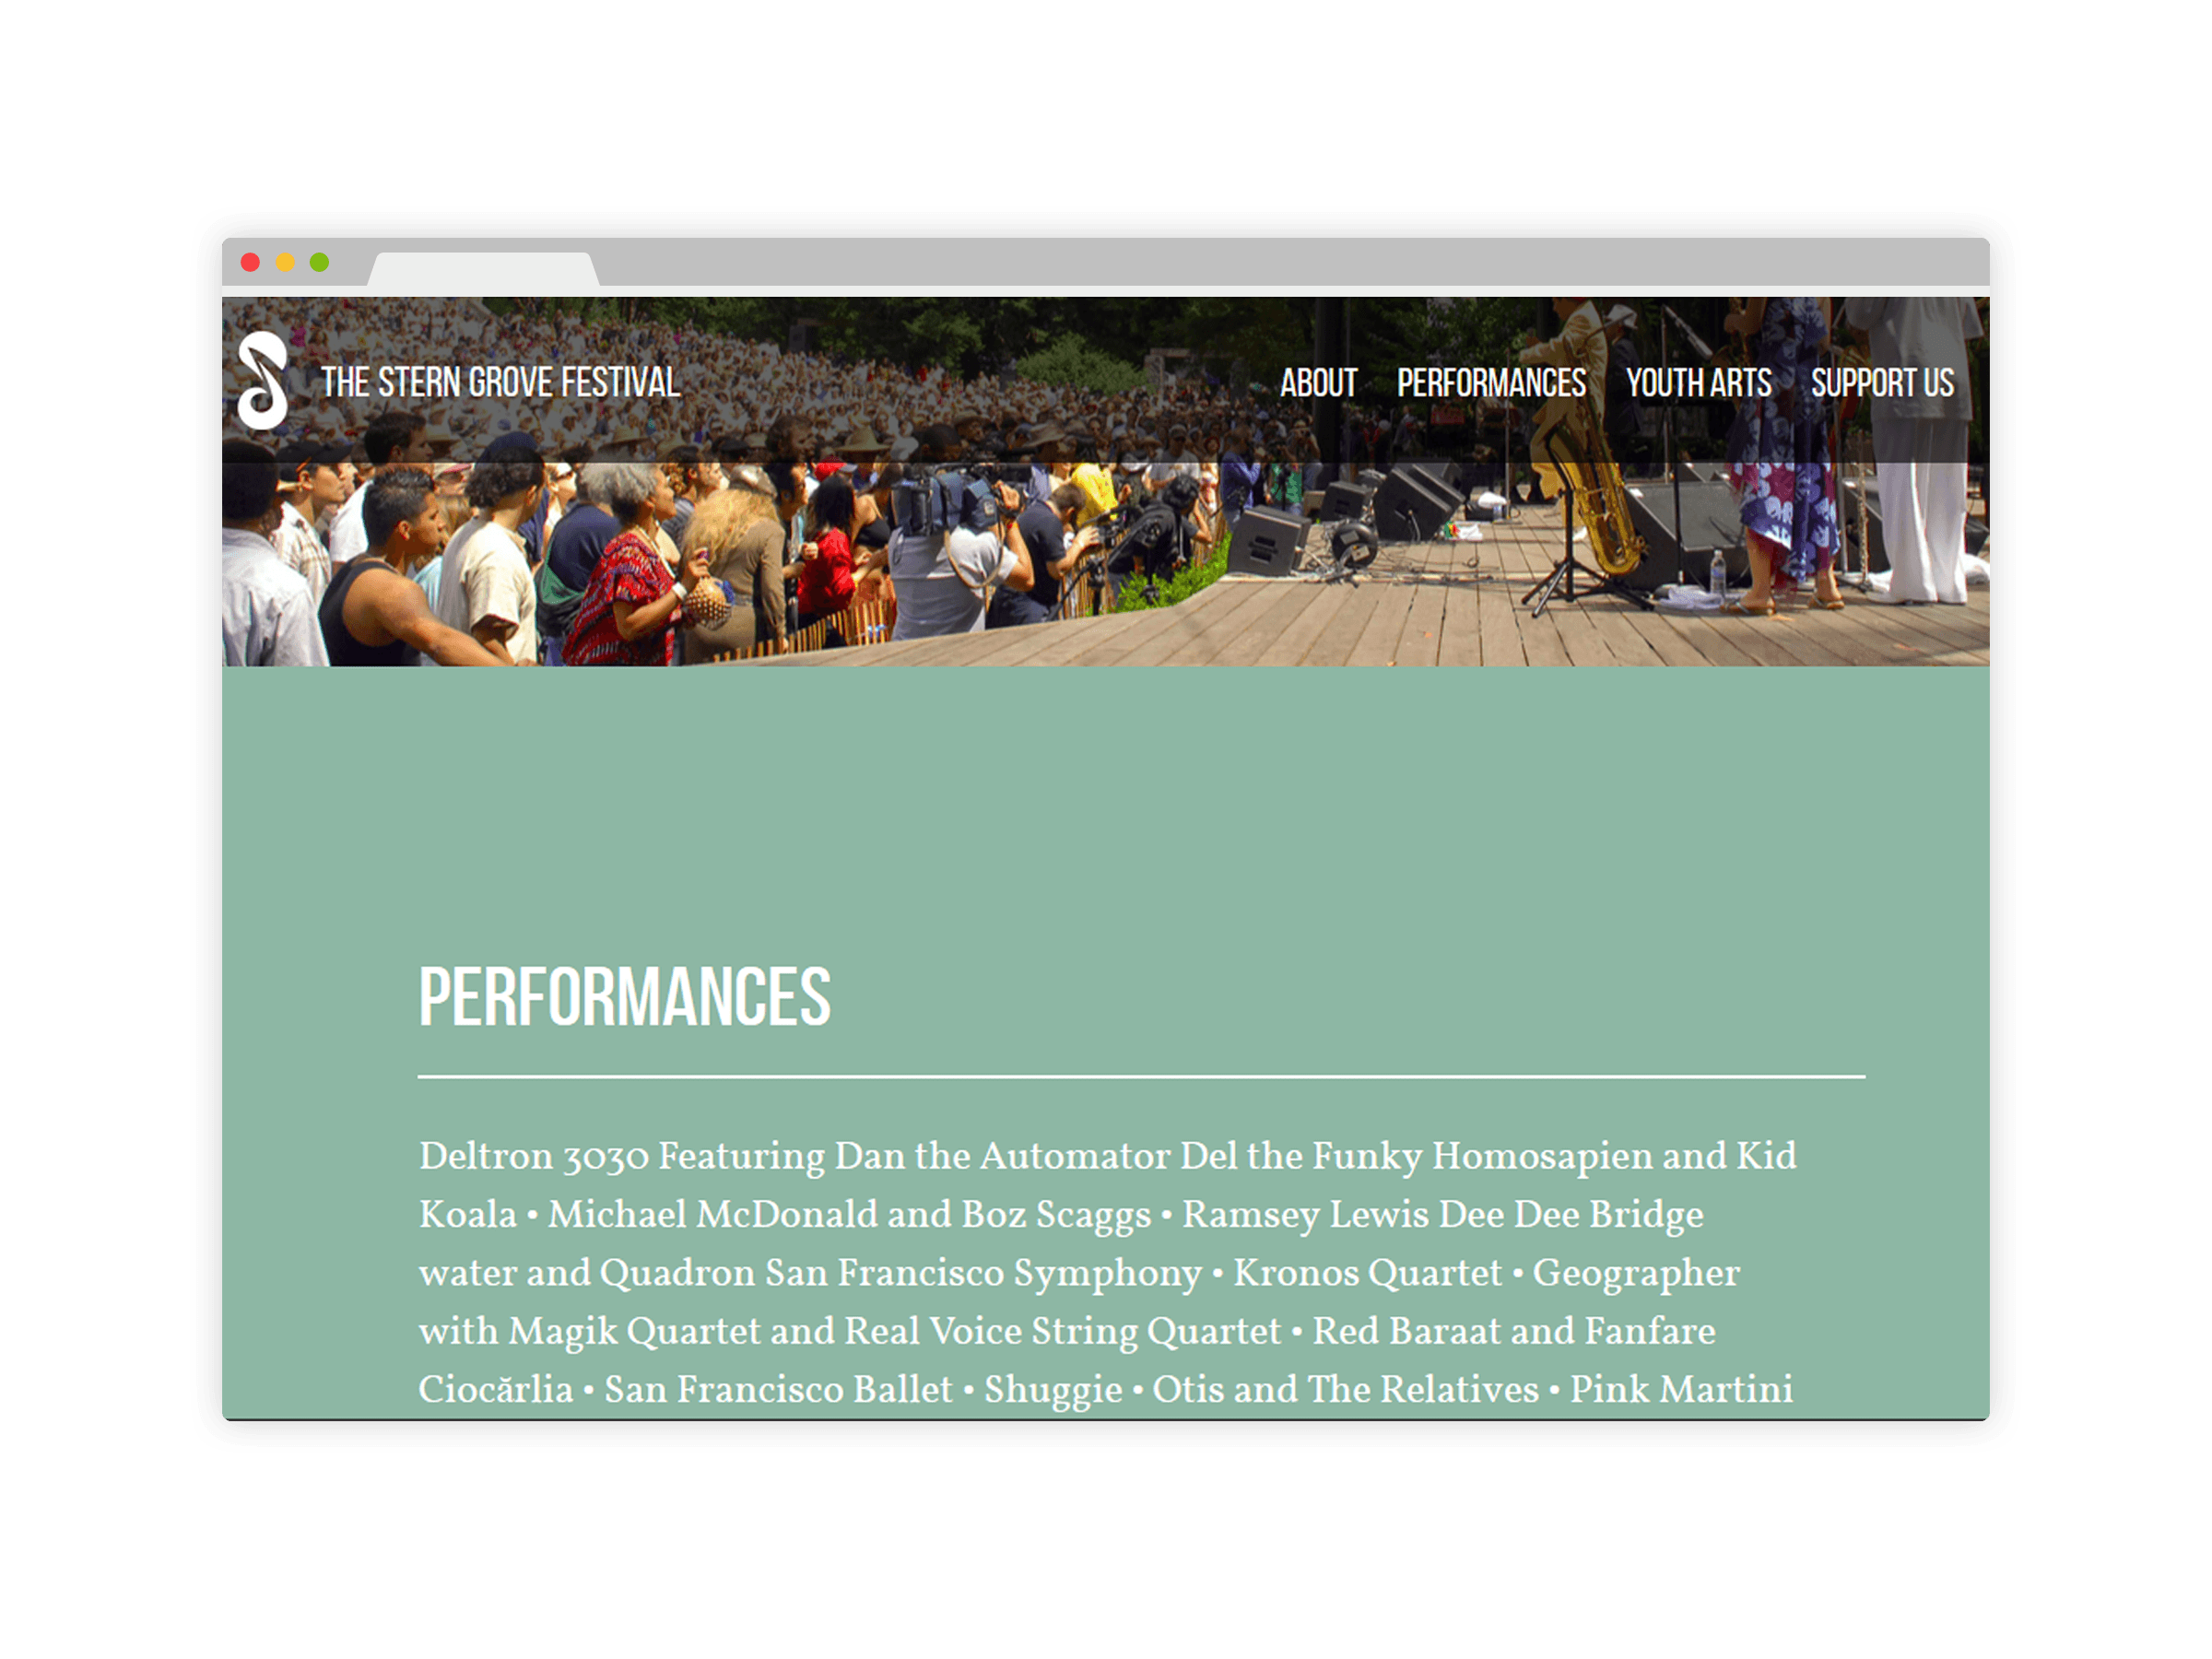 THE STERN GROVE FESTIVAL
ABOUT PERFORMANCES YOUTH ARTS SUPPORT US
PERFORMANCES
Deltron 3030 Featuring Dan the Automator Del the Funky Homosapien and Kid
Koala • Michael McDonald and Boz Scaggs • Ramsey Lewis Dee Dee Bridge
water and Quadron San Francisco Symphony • Kronos Quartet • Geographer
with Magik Quartet and Real Voice String Quartet • Red Baraat and Fanfare
Ciocărlia • San Francisco Ballet • Shuggie • Otis and The Relatives • Pink Martini